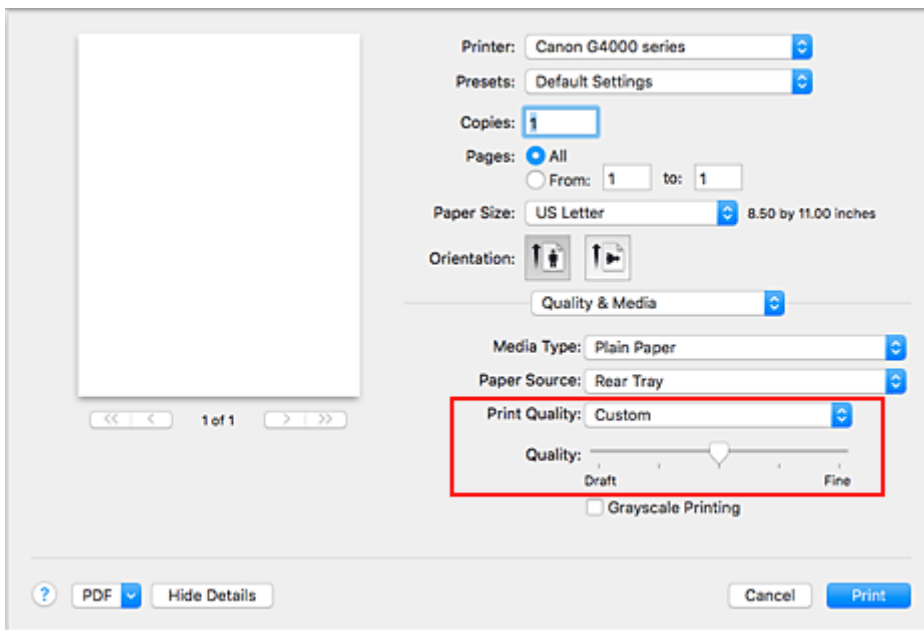 Printer: Canon G4000 series
Presets: Default Settings
Copies: 1
Pages: All
From: 1 to: 1
Paper Size: US Letter 8.50 by 11.00 inches
Orientation:
Quality & Media
Media Type: Plain Paper
Paper Source: Rear Tray
<< < 1 of 1 > >>
Print Quality: Custom
Quality:
Draft Fine
Grayscale Printing
? PDF Hide Details Cancel Print